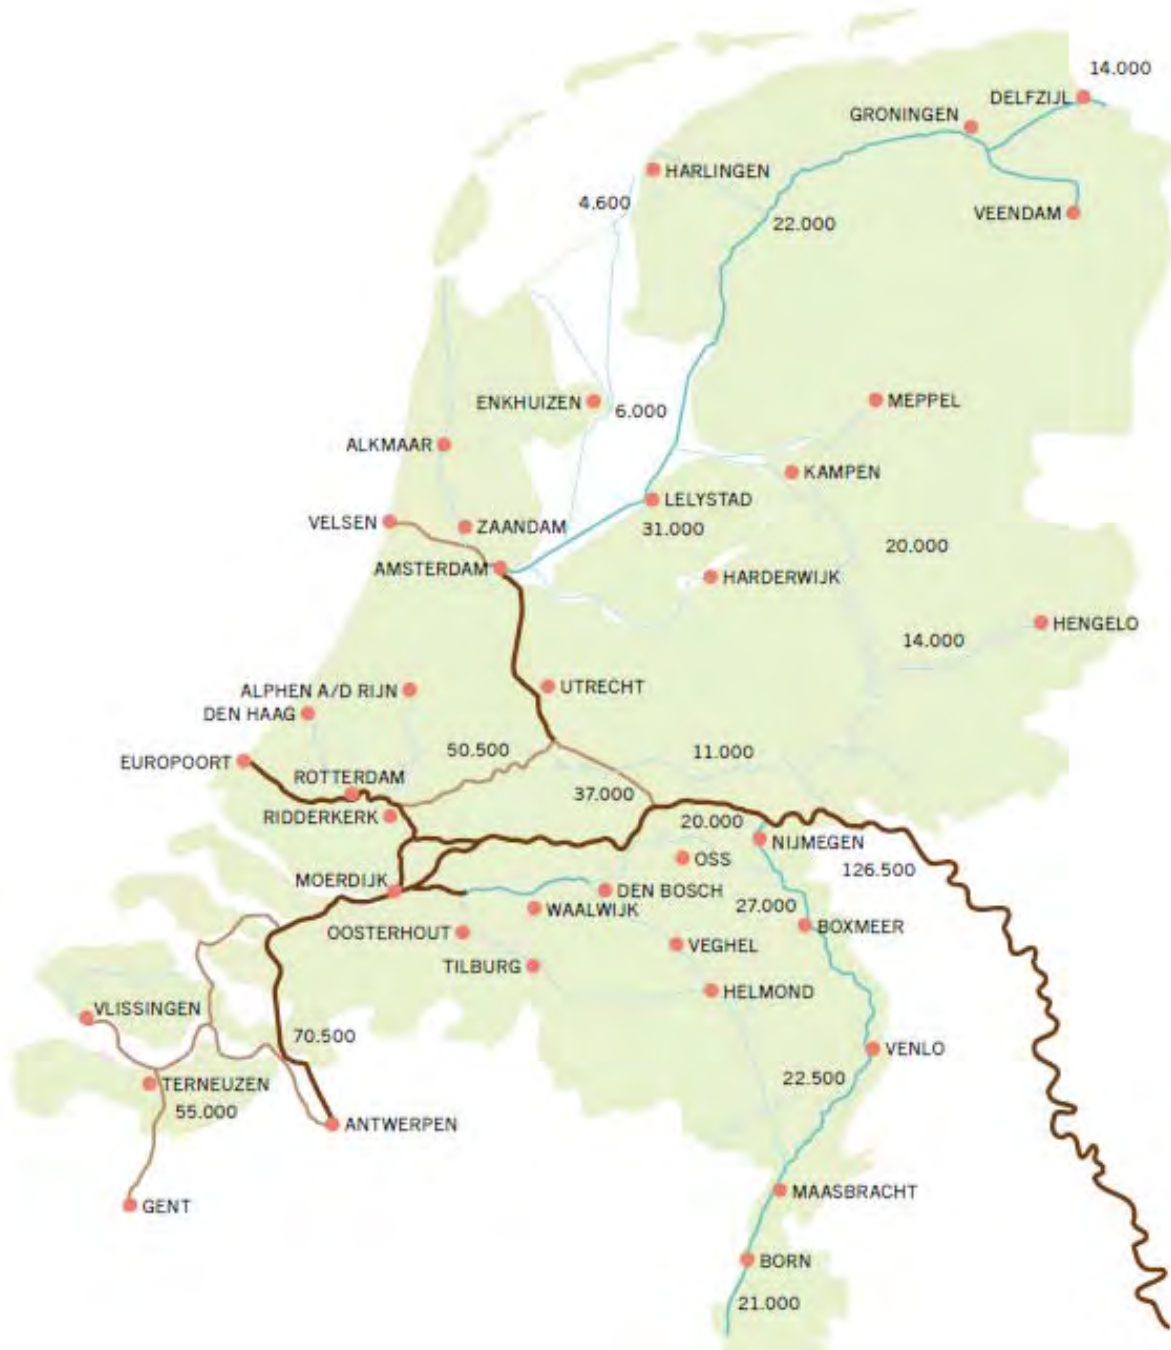 14.000
DELFZIJL
GRONINGEN
HARLINGEN
4.600
VEENDAM
22.000
ENKHUIZEN
6.000
MEPPEL
ALKMAAR
KAMPEN
LELYSTAD
VELSEN
ZAANDAM
31.000
20.000
AMSTERDAM
HARDERWIJK
HENGELO
14.000
UTRECHT
ALPHEN A/D RIJN
DEN HAAG
50.500
11.000
EUROPOORT
ROTTERDAM
37.000
RIDDERKERK
20.000
NIJMEGEN
OSS
126.500
MOERDIJK
DEN BOSCH
27.000
WAALWIJK
BOXMEER
OOSTERHOUT
VEGHEL
TILBURG
HELMOND
VLISSINGEN
70.500
VENLO
22.500
TERNEUZEN
55.000
ANTWERPEN
MAASBRACHT
GENT
BORN
21.000